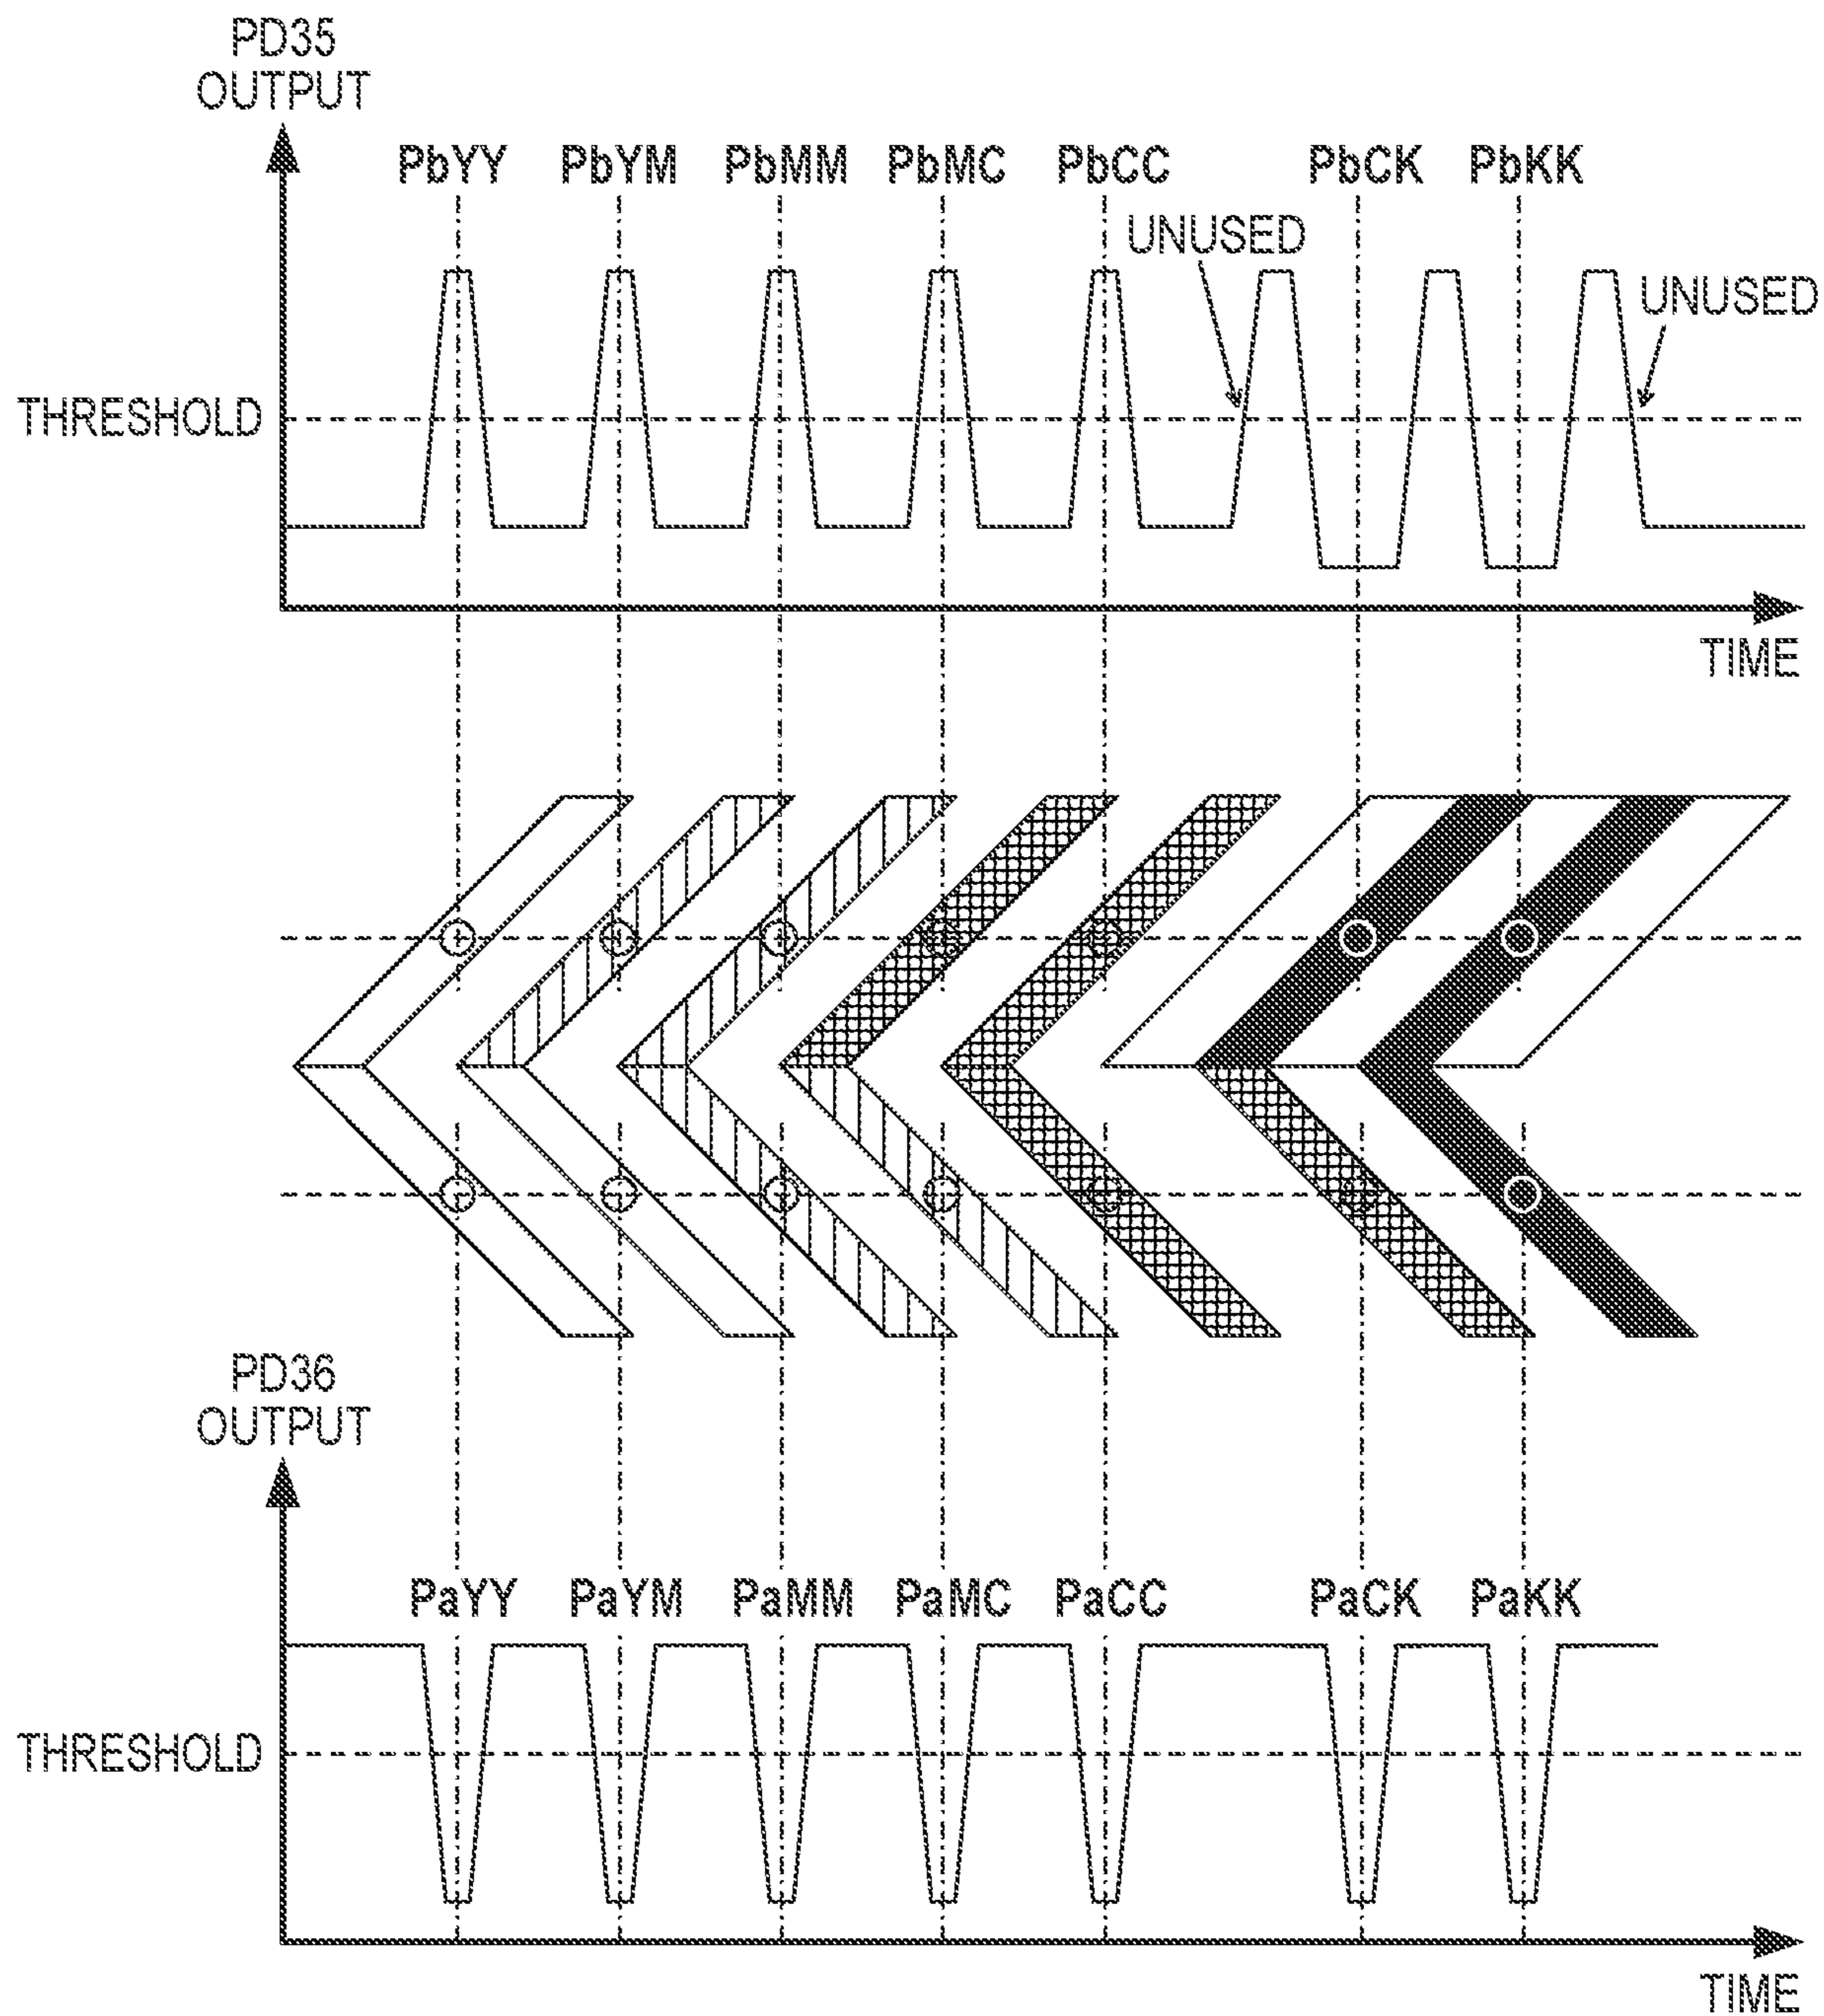 PD35
OUTPUT
PbYY PbYM PbMM PbMC PbCC PbCK PbKK
UNUSED
UNUSED
THRESHOLD
TIME
PD36
OUTPUT
PaYY PaYM PaMM PaMC PaCC PaCK PaKK
THRESHOLD
TIME